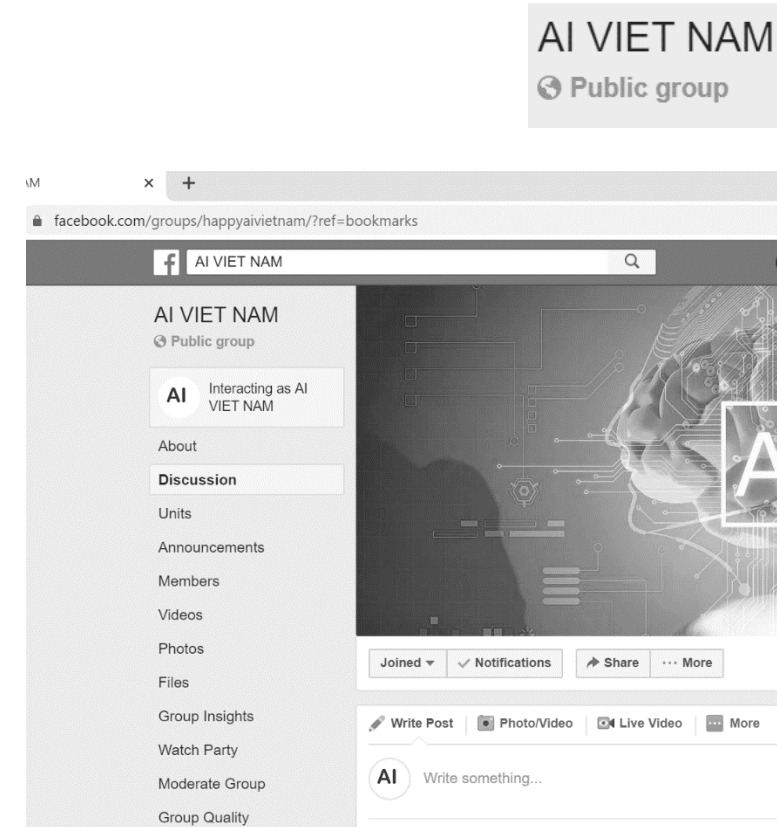 AI VIET NAM
Public group
AM
facebook.com/groups/happyaivietnam/?ref=bookmarks
AI VIET NAM
AI VIET NAM
Public group
AI
Interacting as AI
VIET NAM
About
Discussion
Units
Announcements
Members
Videos
Photos
Files
Group Insights
Watch Party
Moderate Group
Group Quality
A
Joined
Notifications
Share
More
Write Post
Photo/Video
Live Video
More
AI
Write something...